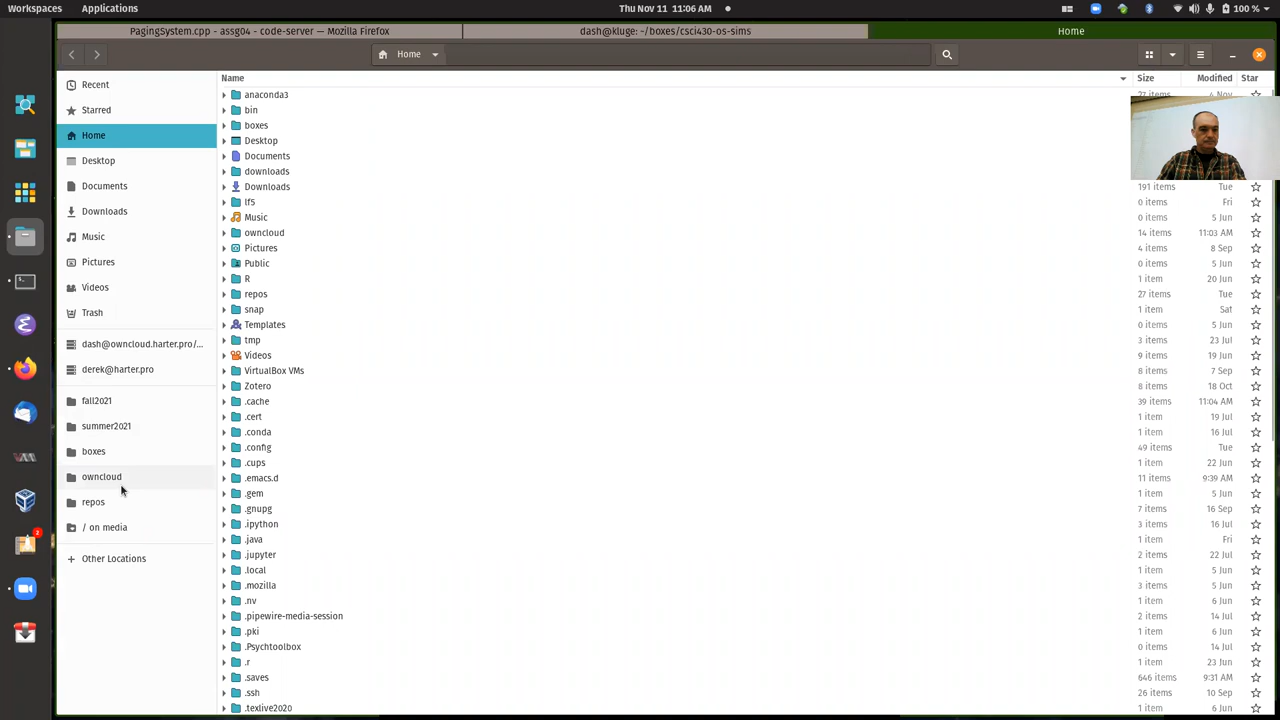 Workspaces Applications Thu Nov 11 11:06 AM 100 %
PagingSystem.cpp - assg04 - code-server — Mozilla Firefox dash@kluge: ~/boxes/csci430-os-sims Home
Home
Name Size Modified Star
Recent
Starred
Home
Desktop
Documents
Downloads
Music
Pictures
Videos
Trash
dash@owncloud.harter.pro/...
derek@harter.pro
fall2021
summer2021
boxes
owncloud
repos
/ on media
Other Locations
2
anaconda3 27 items 4 Nov
bin
boxes
Desktop
Documents
downloads
Downloads 191 items Tue
lf5 0 items Fri
Music 0 items 5 Jun
owncloud 14 items 11:03 AM
Pictures 4 items 8 Sep
Public 0 items 5 Jun
R 1 item 20 Jun
repos 27 items Tue
snap 1 item Sat
Templates 0 items 5 Jun
tmp 3 items 23 Jul
Videos 9 items 19 Jun
VirtualBox VMs 8 items 7 Sep
Zotero 8 items 18 Oct
.cache 39 items 11:04 AM
.cert 1 item 19 Jul
.conda 1 item 16 Jul
.config 49 items Tue
.cups 1 item 22 Jun
.emacs.d 11 items 9:39 AM
.gem 1 item 5 Jun
.gnupg 7 items 16 Sep
.ipython 3 items 16 Jul
.java 1 item Fri
.jupyter 2 items 22 Jul
.local 1 item 5 Jun
.mozilla 3 items 5 Jun
.nv 1 item 6 Jun
.pipewire-media-session 2 items 14 Jul
.pki 1 item 6 Jun
.Psychtoolbox 0 items 14 Jul
.r 1 item 23 Jun
.saves 646 items 9:31 AM
.ssh 26 items 10 Sep
.texlive2020 1 item 6 Jun